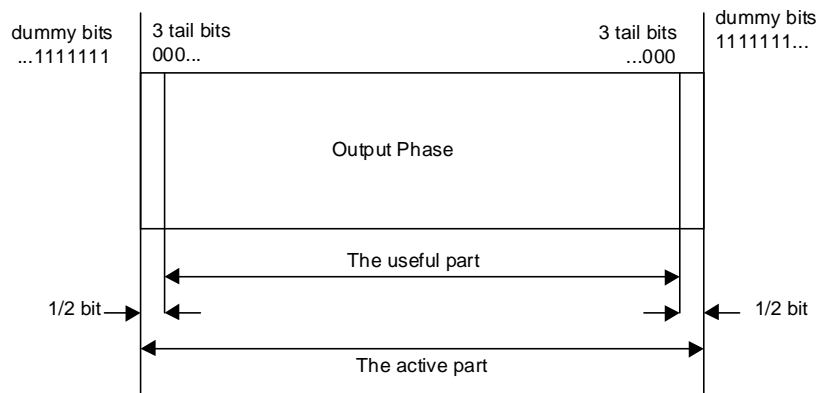 dummy bits
...1111111
3 tail bits
000...
3 tail bits
...000
dummy bits
1111111...
Output Phase
The useful part
1/2 bit
1/2 bit
The active part